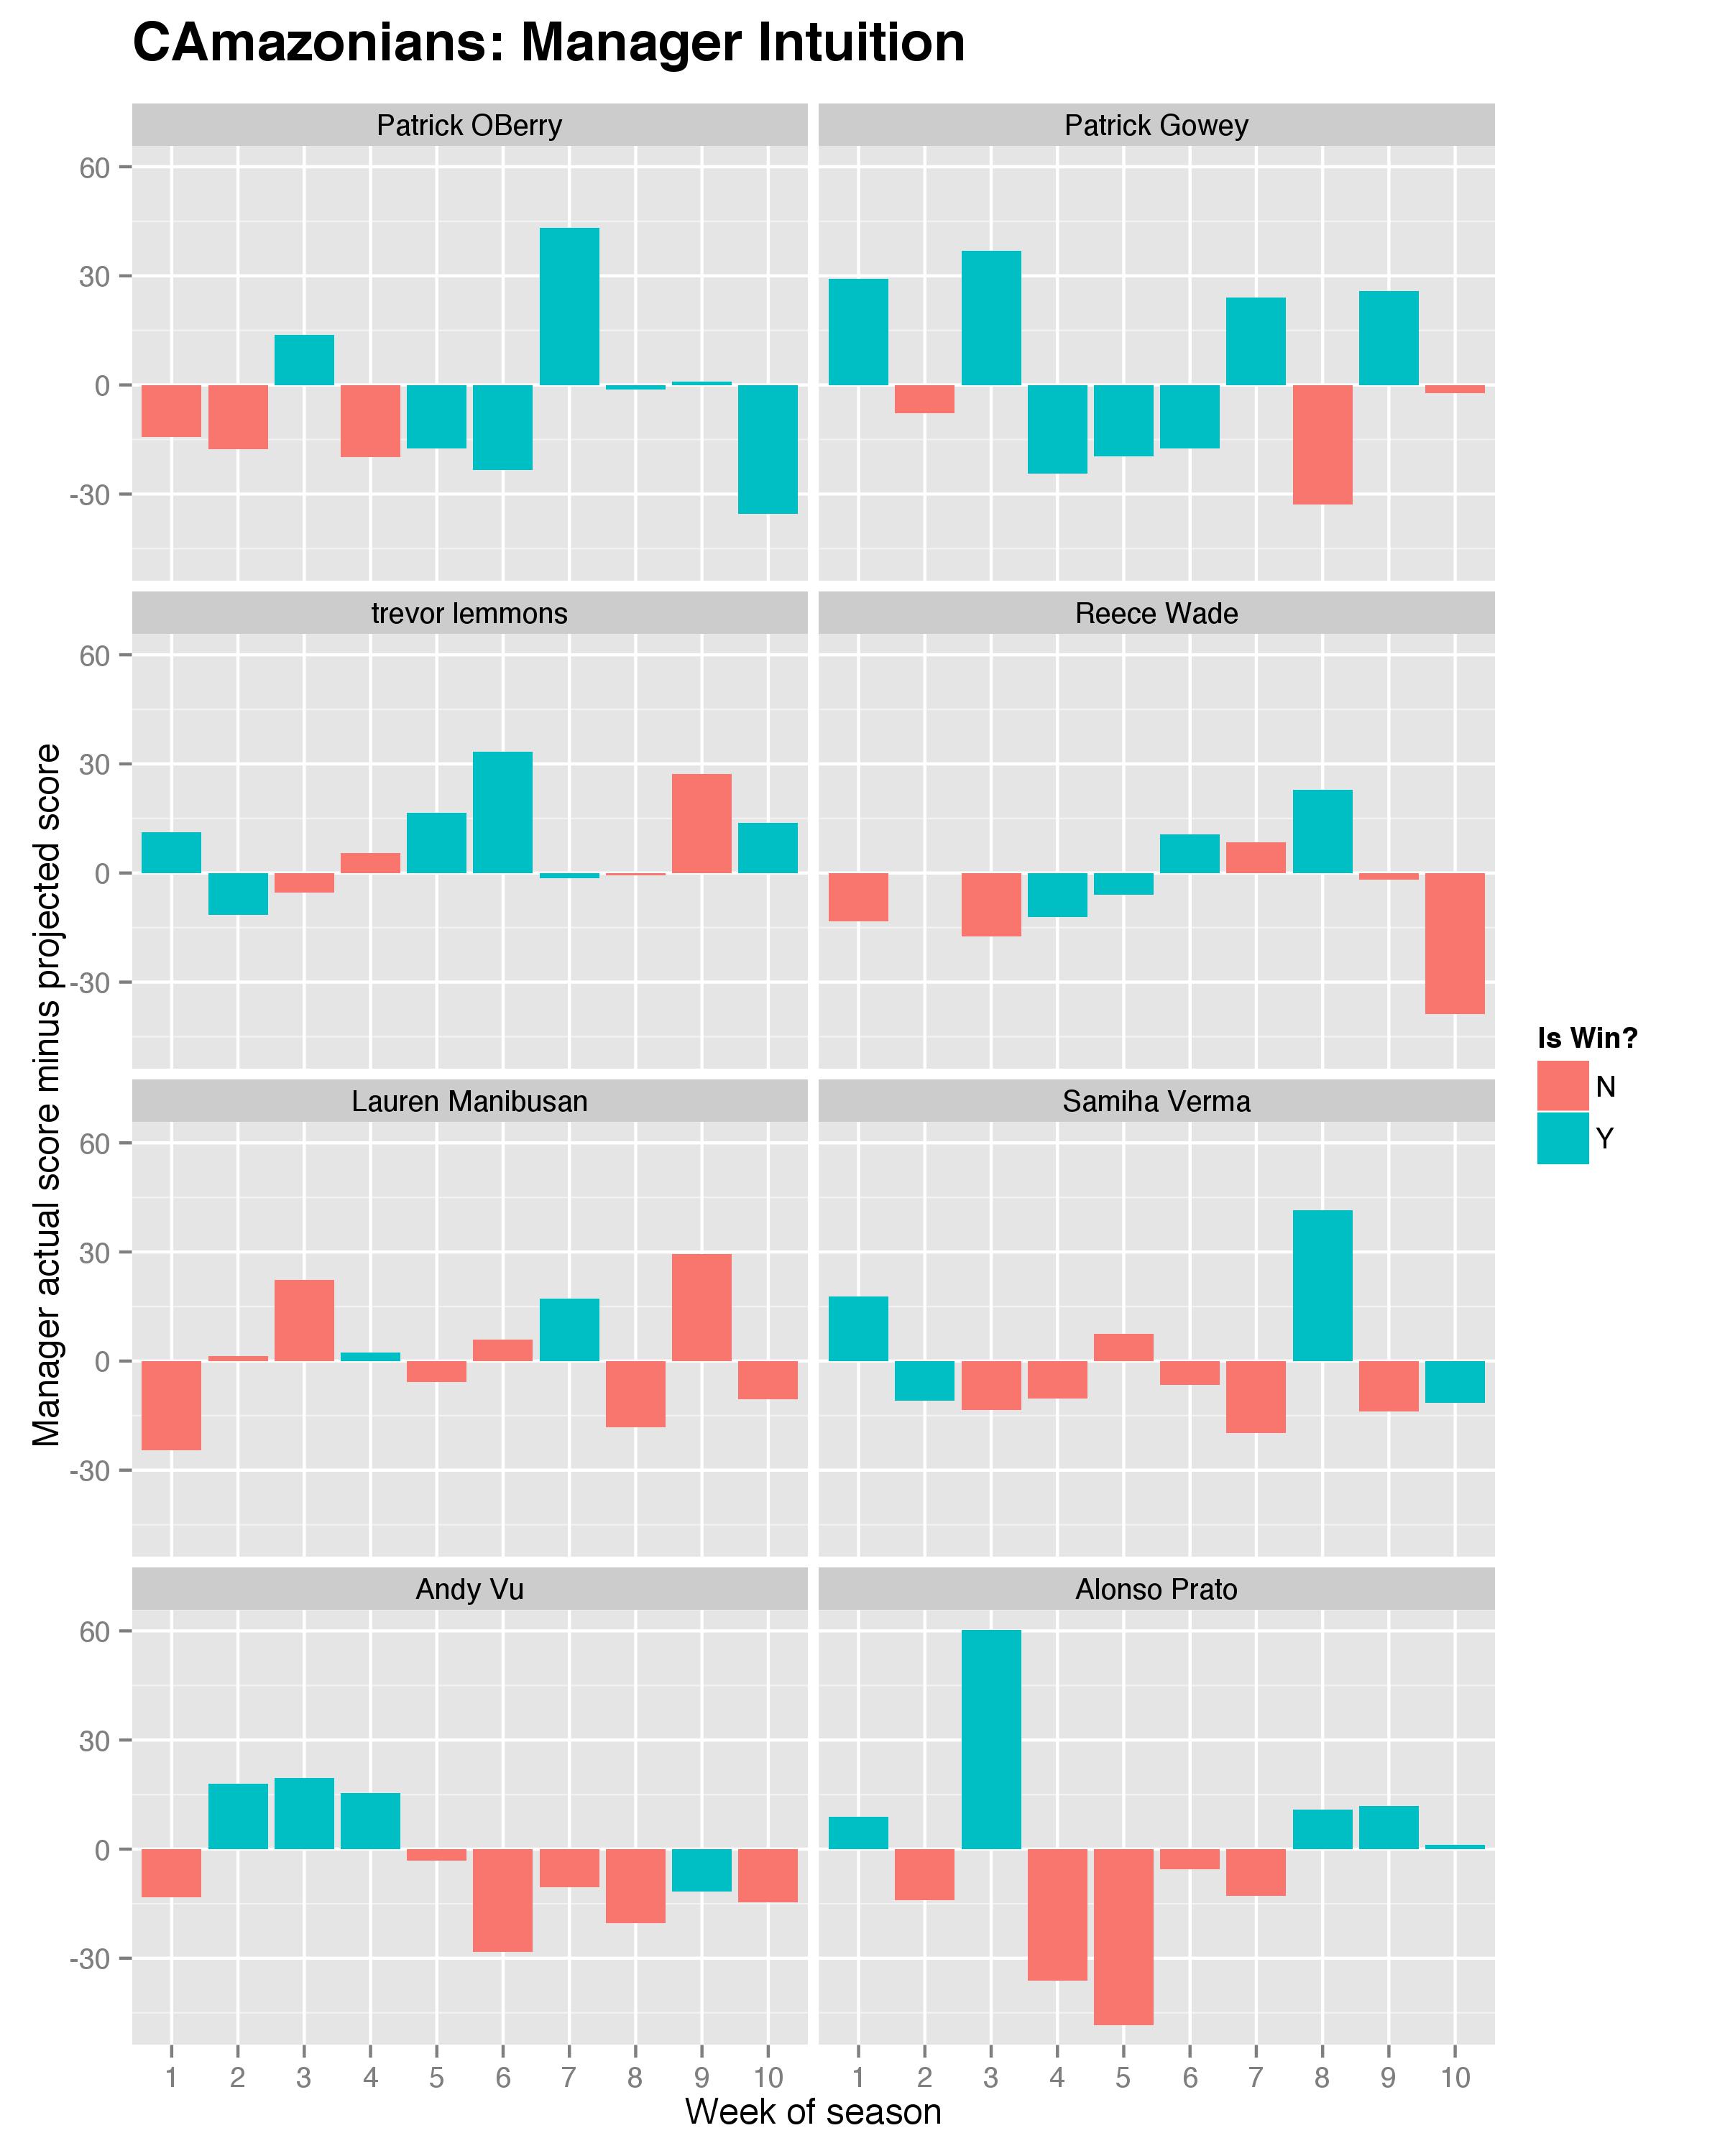 CAmazonians: Manager Intuition
Patrick OBerry
Patrick Gowey
60
30
0
-30
trevor lemmons
Reece Wade
60
30
0
-30
Lauren Manibusan
Samiha Verma
60
30
0
-30
Andy Vu
Alonso Prato
60
30
0
-30
1 2 3 4 5 6 7 8 9 10
1 2 3 4 5 6 7 8 9 10
Week of season
Manager actual score minus projected score
Is Win?
N
Y